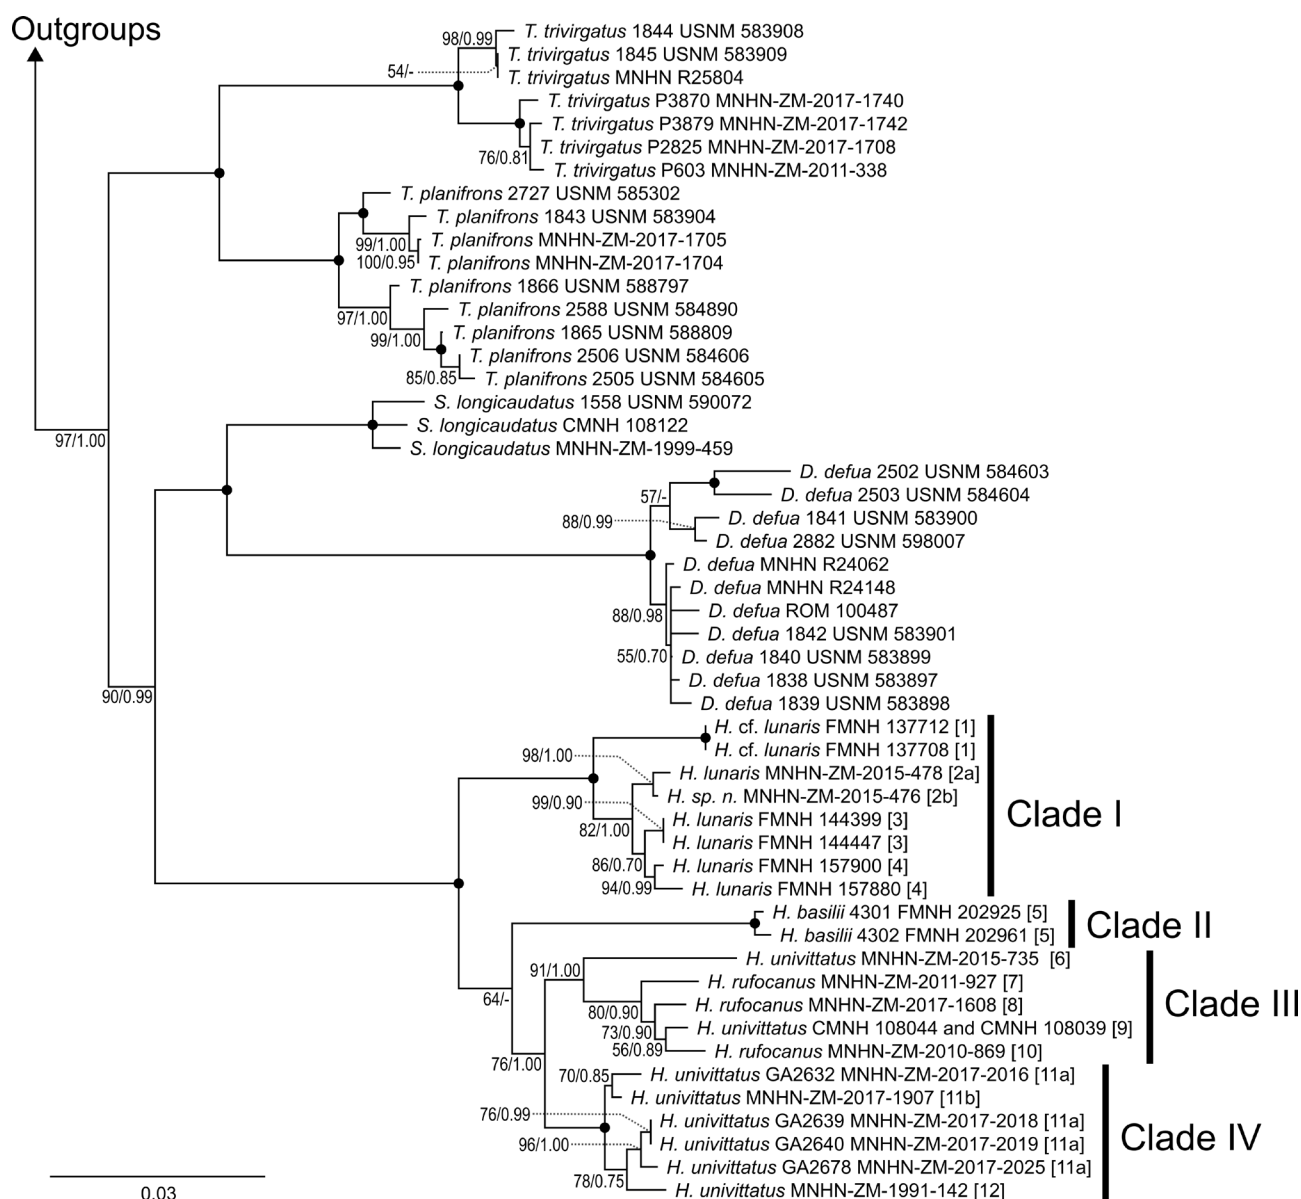 Outgroups
T. trivirgatus 1844 USNM 583908
98/0.99
T. trivirgatus 1845 USNM 583909
54/-
T. trivirgatus MNHN R25804
T. trivirgatus P3870 MNHN-ZM-2017-1740
T. trivirgatus P3879 MNHN-ZM-2017-1742
T. trivirgatus P2825 MNHN-ZM-2017-1708
76/0.81
T. trivirgatus P603 MNHN-ZM-2011-338
T. planifrons 2727 USNM 585302
T. planifrons 1843 USNM 583904
99/1.00
T. planifrons MNHN-ZM-2017-1705
100/0.95
T. planifrons MNHN-ZM-2017-1704
T. planifrons 1866 USNM 588797
97/1.00
T. planifrons 2588 USNM 584890
99/1.00
T. planifrons 1865 USNM 588809
T. planifrons 2506 USNM 584606
85/0.85
T. planifrons 2505 USNM 584605
S. longicaudatus 1558 USNM 590072
S. longicaudatus CMNH 108122
97/1.00
S. longicaudatus MNHN-ZM-1999-459
D. defua 2502 USNM 584603
57/-
D. defua 2503 USNM 584604
88/0.99
D. defua 1841 USNM 583900
D. defua 2882 USNM 598007
D. defua MNHN R24062
D. defua MNHN R24148
88/0.98
D. defua ROM 100487
D. defua 1842 USNM 583901
55/0.70
D. defua 1840 USNM 583899
D. defua 1838 USNM 583897
90/0.99
D. defua 1839 USNM 583898
H. cf. lunaris FMNH 137712 [1]
H. cf. lunaris FMNH 137708 [1]
98/1.00
H. lunaris MNHN-ZM-2015-478 [2a]
H. sp. n. MNHN-ZM-2015-476 [2b]
99/0.90
H. lunaris FMNH 144399 [3]
82/1.00
H. lunaris FMNH 144447 [3]
86/0.70
H. lunaris FMNH 157900 [4]
94/0.99
H. lunaris FMNH 157880 [4]
Clade I
H. basilii 4301 FMNH 202925 [5]
H. basilii 4302 FMNH 202961 [5]
Clade II
H. univittatus MNHN-ZM-2015-735 [6]
91/1.00
H. rufocanus MNHN-ZM-2011-927 [7]
64/-
80/0.90
H. rufocanus MNHN-ZM-2017-1608 [8]
73/0.90
H. univittatus CMNH 108044 and CMNH 108039 [9]
56/0.89
H. rufocanus MNHN-ZM-2010-869 [10]
Clade III
76/1.00
70/0.85
H. univittatus GA2632 MNHN-ZM-2017-2016 [11a]
H. univittatus MNHN-ZM-2017-1907 [11b]
76/0.99
H. univittatus GA2639 MNHN-ZM-2017-2018 [11a]
96/1.00
H. univittatus GA2640 MNHN-ZM-2017-2019 [11a]
H. univittatus GA2678 MNHN-ZM-2017-2025 [11a]
78/0.75
H. univittatus MNHN-ZM-1991-142 [12]
Clade IV
0.03